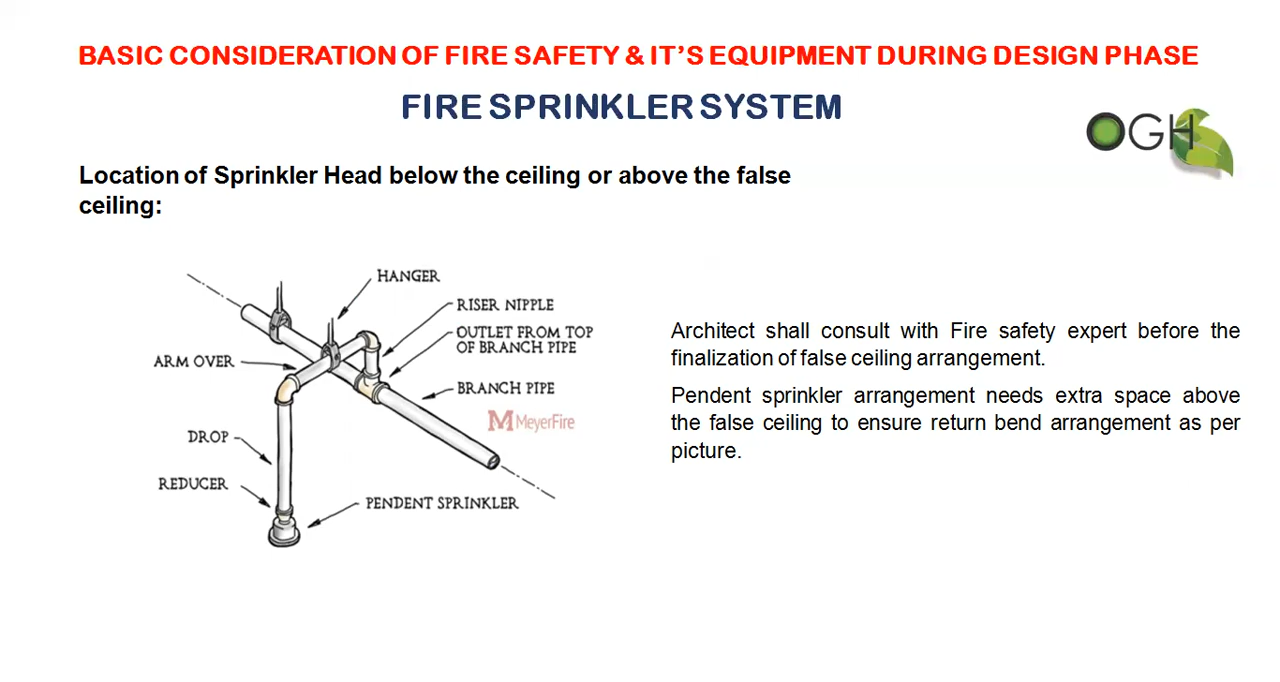 BASIC CONSIDERATION OF FIRE SAFETY & IT'S EQUIPMENT DURING DESIGN PHASE
FIRE SPRINKLER SYSTEM
OGH
Location of Sprinkler Head below the ceiling or above the false
ceiling:
HANGER
RISER NIPPLE
OUTLET FROM TOP
OF BRANCH PIPE
ARM OVER
BRANCH PIPE
MeyerFire
DROP
REDUCER
PENDENT SPRINKLER
Architect shall consult with Fire safety expert before the
finalization of false ceiling arrangement.
Pendent sprinkler arrangement needs extra space above
the false ceiling to ensure return bend arrangement as per
picture.